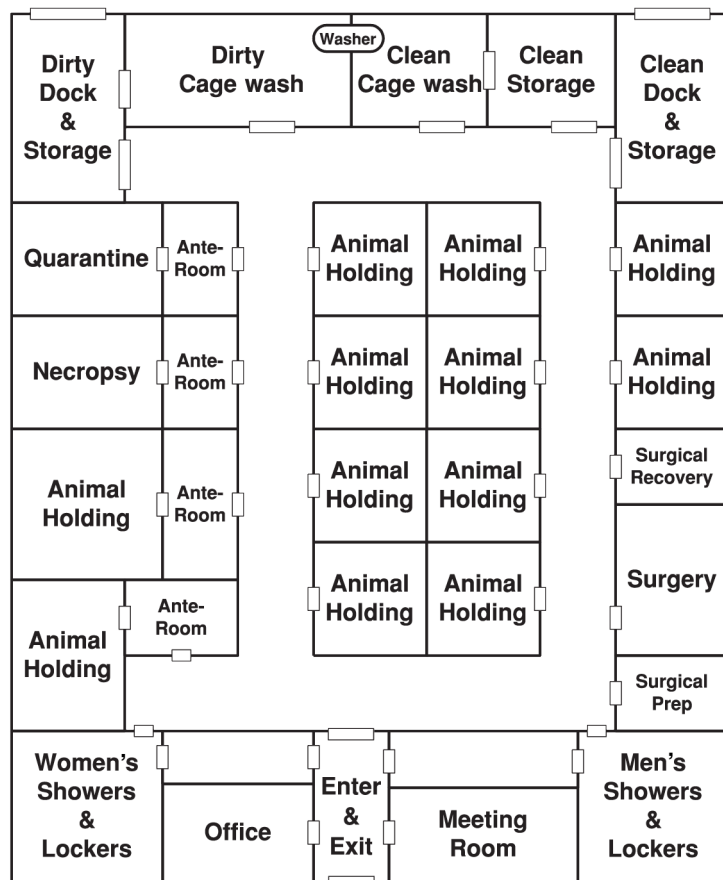 Dirty
Dock
&
Storage
Dirty
Cage wash
Washer
Clean
Cage wash
Clean
Storage
Clean
Dock
&
Storage
Quarantine
Ante-
Room
Animal
Holding
Animal
Holding
Animal
Holding
Necropsy
Ante-
Room
Animal
Holding
Animal
Holding
Animal
Holding
Animal
Holding
Ante-
Room
Animal
Holding
Animal
Holding
Surgical
Recovery
Animal
Holding
Ante-
Room
Animal
Holding
Animal
Holding
Surgery
Surgical
Prep
Women's
Showers
&
Lockers
Office
Enter
&
Exit
Meeting
Room
Men's
Showers
&
Lockers